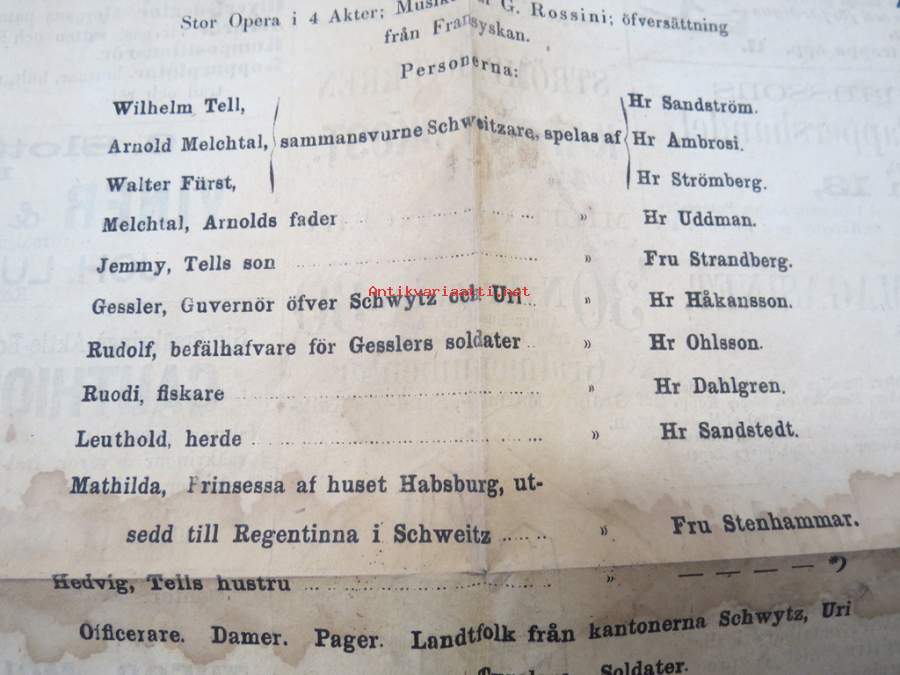 Stor Opera i 4 Akter; Musik G. Rossini; öfversättning
från Fransyskan.
Personerna:
Wilhelm Tell, Hr Sandström.
Arnold Melchtal, sammansvurne Schweitzare, spelas af Hr Ambrosi.
Walter Fürst, Hr Strömberg.
Melchtal, Arnolds fader .......... » Hr Uddman.
Jemmy, Tells son .......... » Fru Strandberg.
Antikvariaatti.net
Gessler, Guvernör öfver Schwytz och Uri .. » Hr Håkansson.
Rudolf, befälhafvare för Gesslers soldater .. » Hr Ohlsson.
Ruodi, fiskare .......... » Hr Dahlgren.
Leuthold, herde .......... » Hr Sandstedt.
Mathilda, Prinsessa af huset Habsburg, ut-
sedd till Regentinna i Schweitz ...... » Fru Stenhammar.
Hedvig, Tells hustru .......... » — — — — *)
Officerare. Damer. Pager. Landtfolk från kantonerna Schwytz, Uri
Soldater.